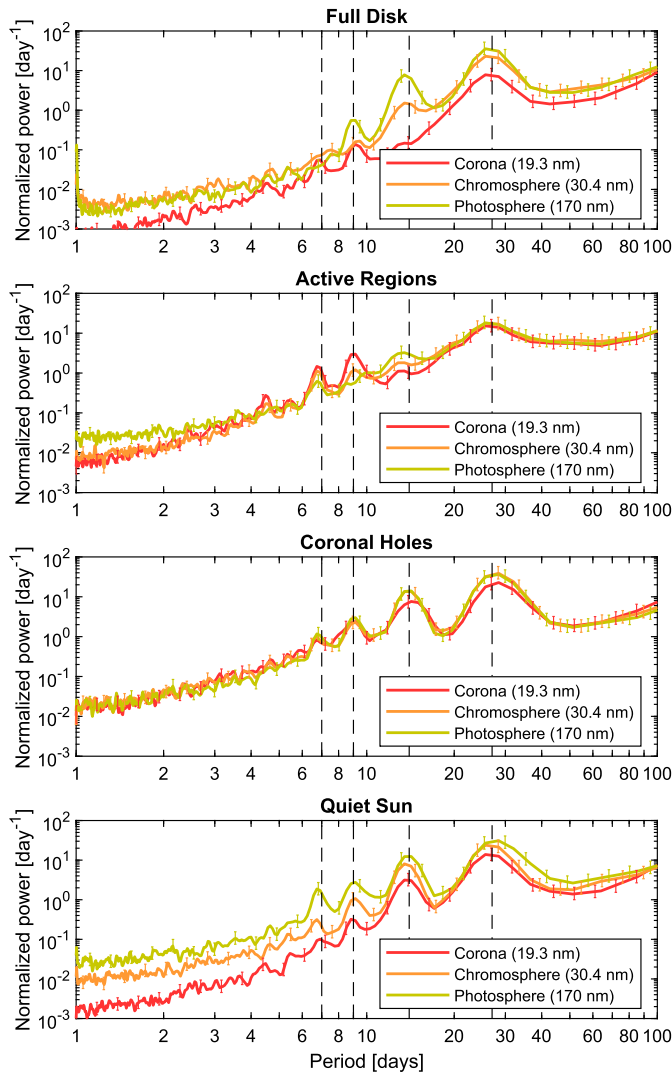 Full Disk
Normalized power [day⁻¹]
10²
10¹
10⁰
10⁻¹
10⁻²
10⁻³
Corona (19.3 nm)
Chromosphere (30.4 nm)
Photosphere (170 nm)
1 2 3 4 6 8 10 20 30 40 60 80 100
Active Regions
Normalized power [day⁻¹]
10²
10¹
10⁰
10⁻¹
10⁻²
10⁻³
Corona (19.3 nm)
Chromosphere (30.4 nm)
Photosphere (170 nm)
1 2 3 4 6 8 10 20 30 40 60 80 100
Coronal Holes
Normalized power [day⁻¹]
10²
10¹
10⁰
10⁻¹
10⁻²
10⁻³
Corona (19.3 nm)
Chromosphere (30.4 nm)
Photosphere (170 nm)
1 2 3 4 6 8 10 20 30 40 60 80 100
Quiet Sun
Normalized power [day⁻¹]
10²
10¹
10⁰
10⁻¹
10⁻²
10⁻³
Corona (19.3 nm)
Chromosphere (30.4 nm)
Photosphere (170 nm)
1 2 3 4 6 8 10 20 30 40 60 80 100
Period [days]